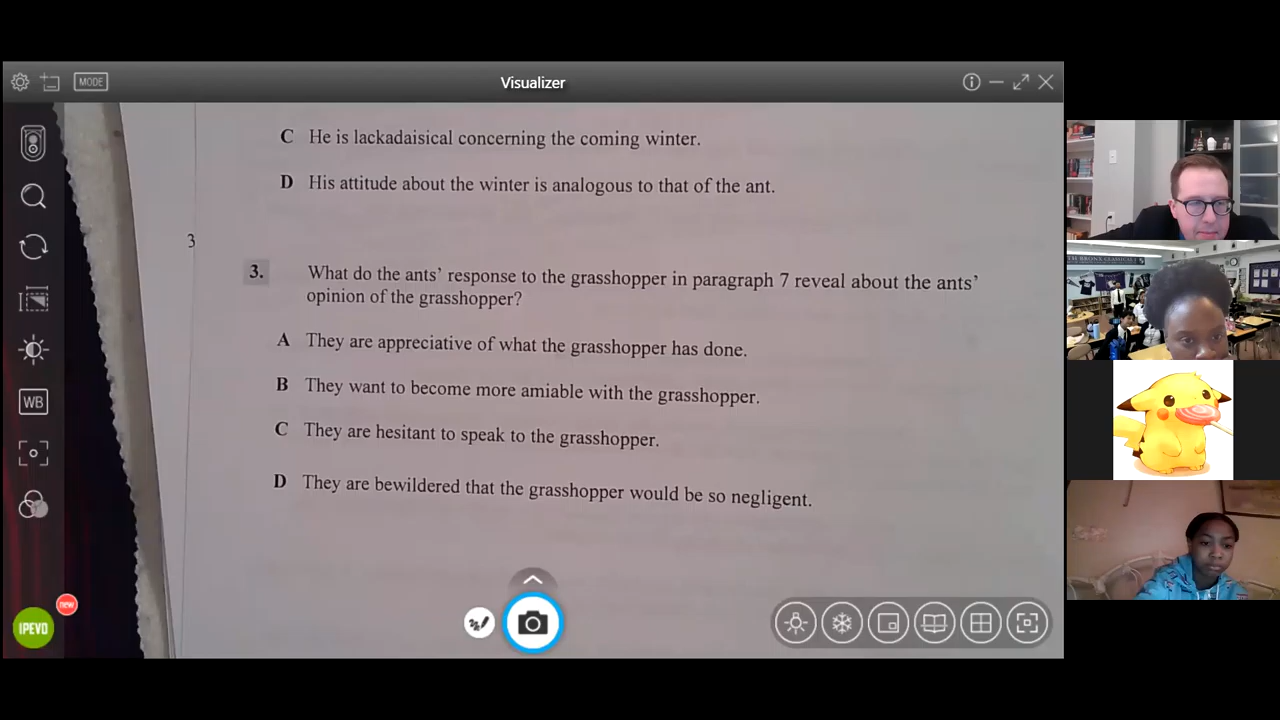 MODE
Visualizer
C He is lackadaisical concerning the coming winter.
D His attitude about the winter is analogous to that of the ant.
3
3. What do the ants’ response to the grasshopper in paragraph 7 reveal about the ants’
opinion of the grasshopper?
A They are appreciative of what the grasshopper has done.
B They want to become more amiable with the grasshopper.
C They are hesitant to speak to the grasshopper.
D They are bewildered that the grasshopper would be so negligent.
WB
new
IPEVO
BRONX CLASSICAL